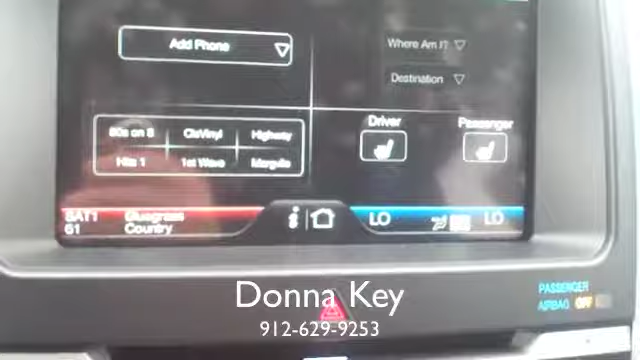 Add Phone
Where Am I?
Destination
Driver
Passenger
80s on 8 ClsVinyl Highway
Hits 1 1st Wave Margvlle
SAT1 Bluegrass
61 Country
LO
LO
Donna Key
912-629-9253
PASSENGER
AIRBAG OFF